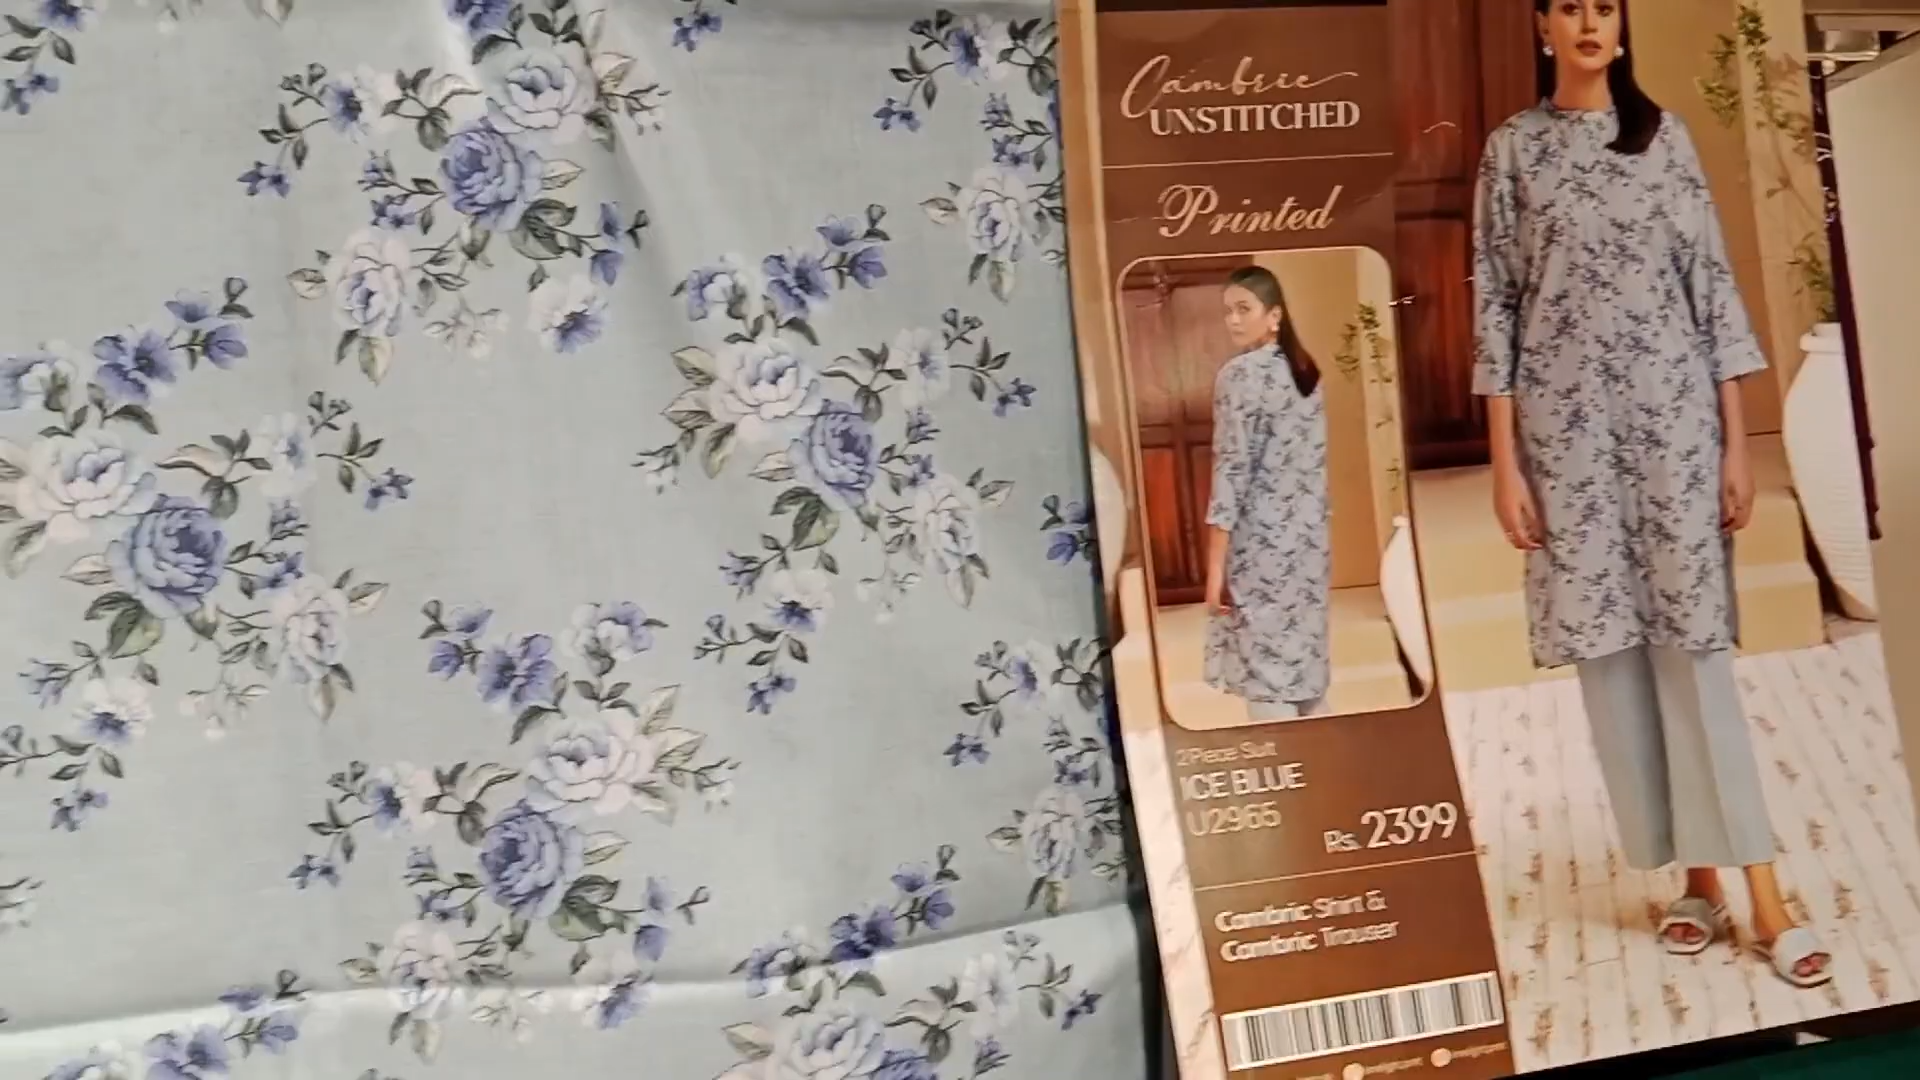 Cambric
UNSTITCHED
Printed
2 Piece Suit
ICE BLUE
U2965
Rs. 2399
Cambric Shirt &
Cambric Trouser